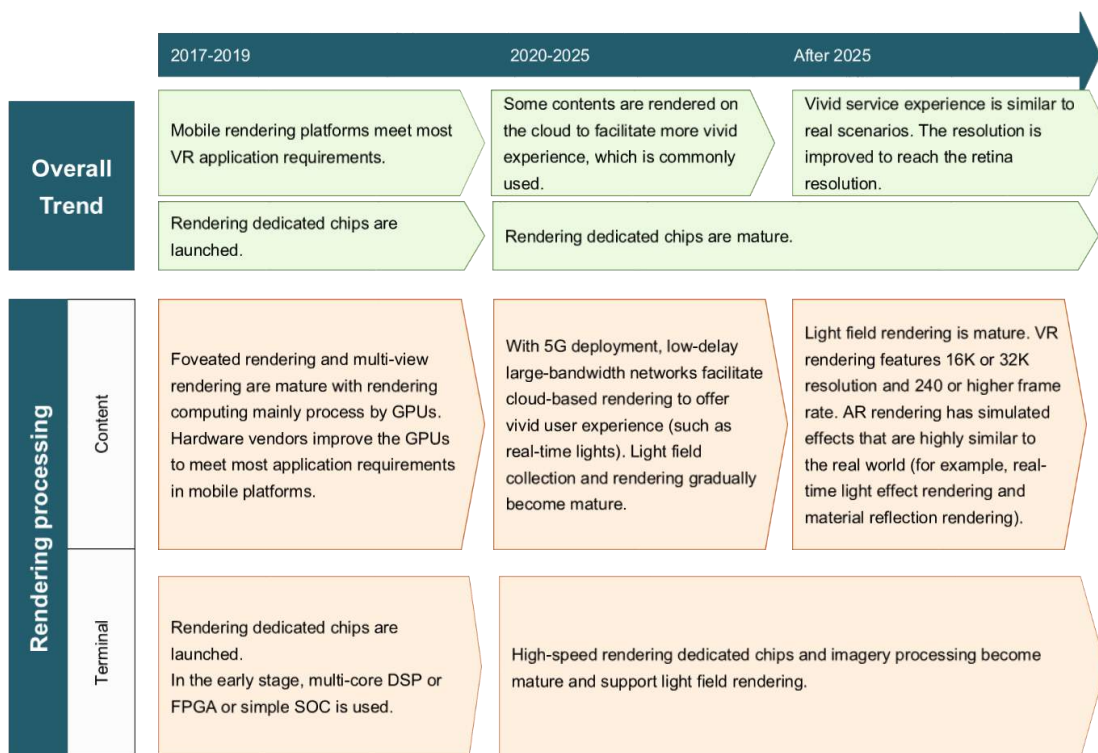 2017-2019
2020-2025
After 2025
Overall
Trend
Mobile rendering platforms meet most
VR application requirements.
Some contents are rendered on
the cloud to facilitate more vivid
experience, which is commonly
used.
Vivid service experience is similar to
real scenarios. The resolution is
improved to reach the retina
resolution.
Rendering dedicated chips are
launched.
Rendering dedicated chips are mature.
Rendering processing
Content
Foveated rendering and multi-view
rendering are mature with rendering
computing mainly process by GPUs.
Hardware vendors improve the GPUs
to meet most application requirements
in mobile platforms.
With 5G deployment, low-delay
large-bandwidth networks facilitate
cloud-based rendering to offer
vivid user experience (such as
real-time lights). Light field
collection and rendering gradually
become mature.
Light field rendering is mature. VR
rendering features 16K or 32K
resolution and 240 or higher frame
rate. AR rendering has simulated
effects that are highly similar to
the real world (for example, real-
time light effect rendering and
material reflection rendering).
Terminal
Rendering dedicated chips are
launched.
In the early stage, multi-core DSP or
FPGA or simple SOC is used.
High-speed rendering dedicated chips and imagery processing become
mature and support light field rendering.